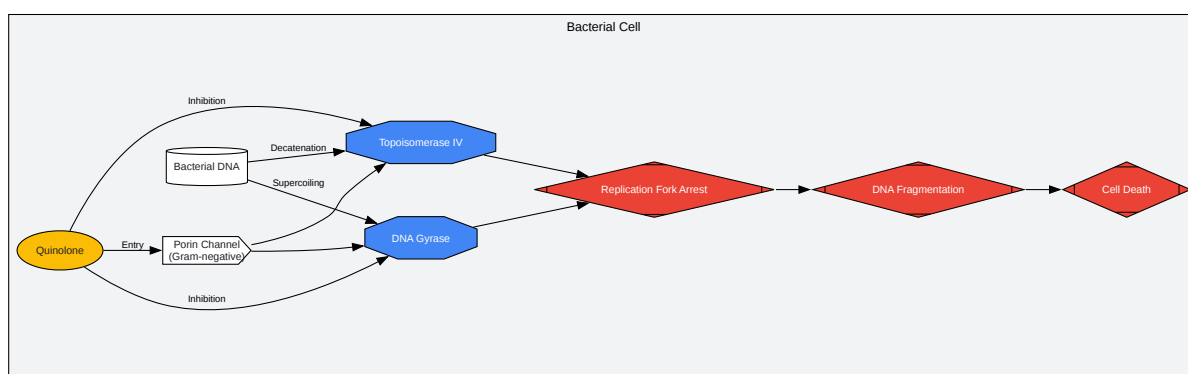 Bacterial Cell
Inhibition
Topoisomerase IV
Decatenation
Bacterial DNA
Supercoiling
Replication Fork Arrest
DNA Fragmentation
Cell Death
Quinolone
Entry
Porin Channel
(Gram-negative)
DNA Gyrase
Inhibition